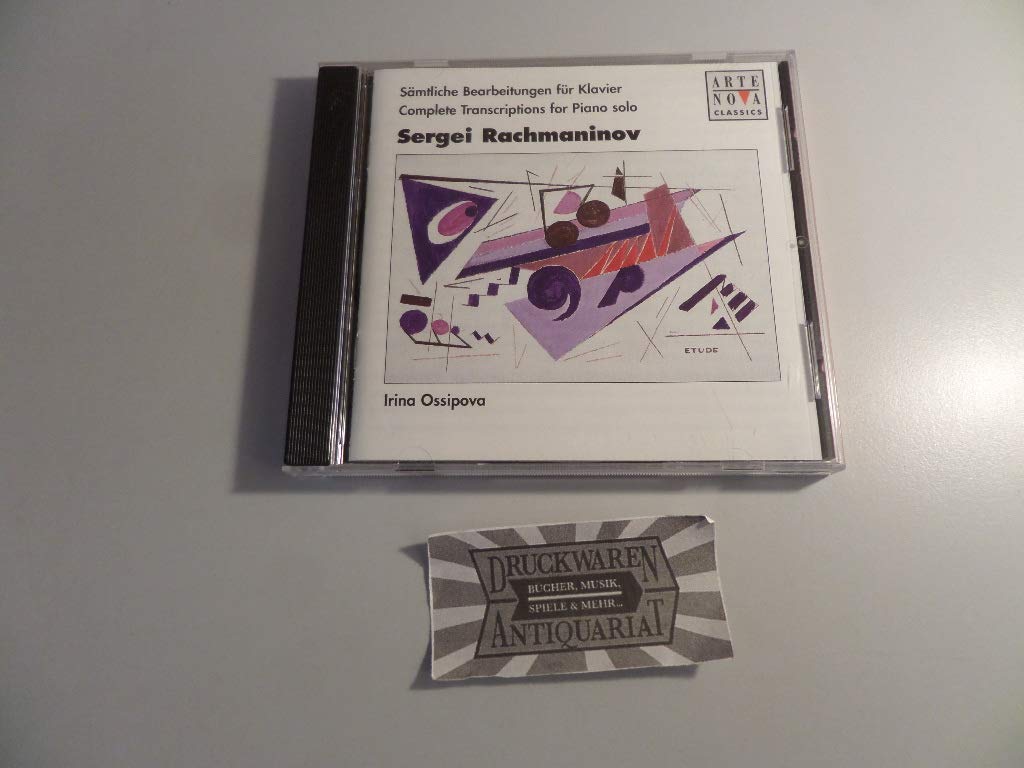 Sämtliche Bearbeitungen für Klavier
Complete Transcriptions for Piano solo
Sergei Rachmaninov
ARTE
NOVA
CLASSICS
ETUDE
Irina Ossipova
DRUCKWAREN
BÜCHER, MUSIK,
SPIELE & MEHR...
ANTIQUARIAT